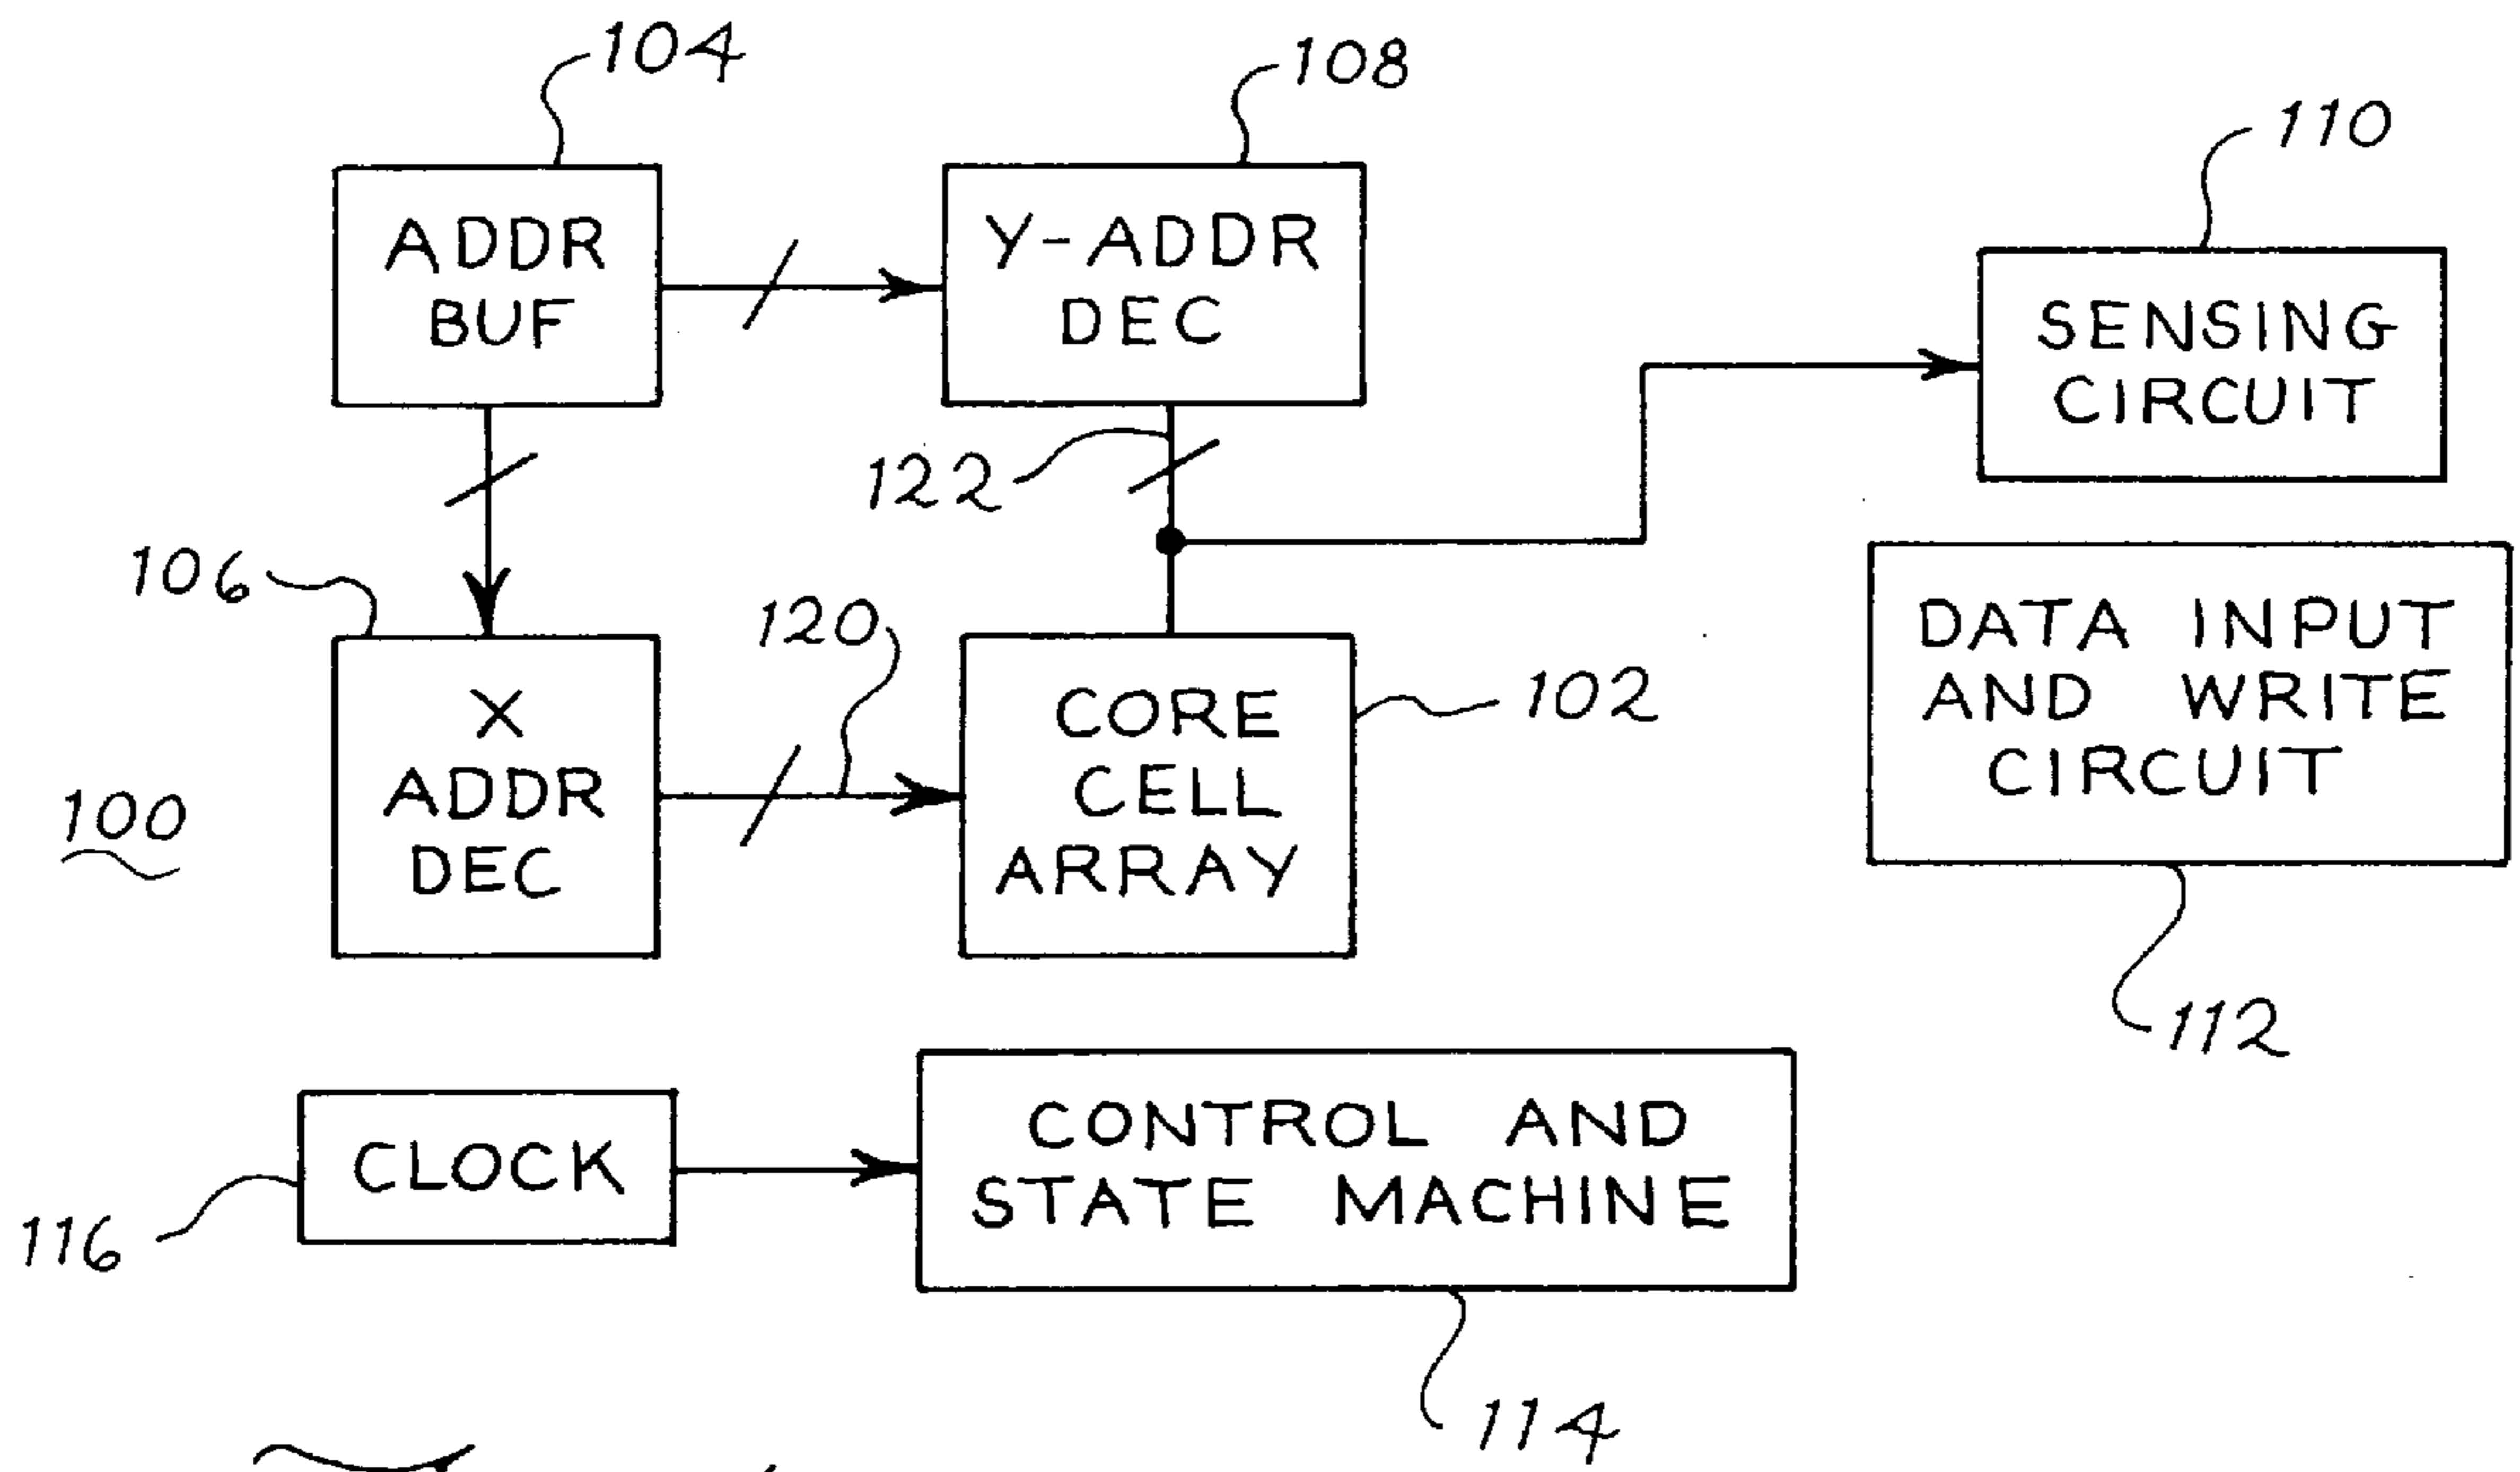 104
108
110
ADDR
BUF
Y-ADDR
DEC
SENSING
CIRCUIT
122
106
120
X
ADDR
DEC
CORE
CELL
ARRAY
102
DATA INPUT
AND WRITE
CIRCUIT
100
112
CLOCK
CONTROL AND
STATE MACHINE
116
114